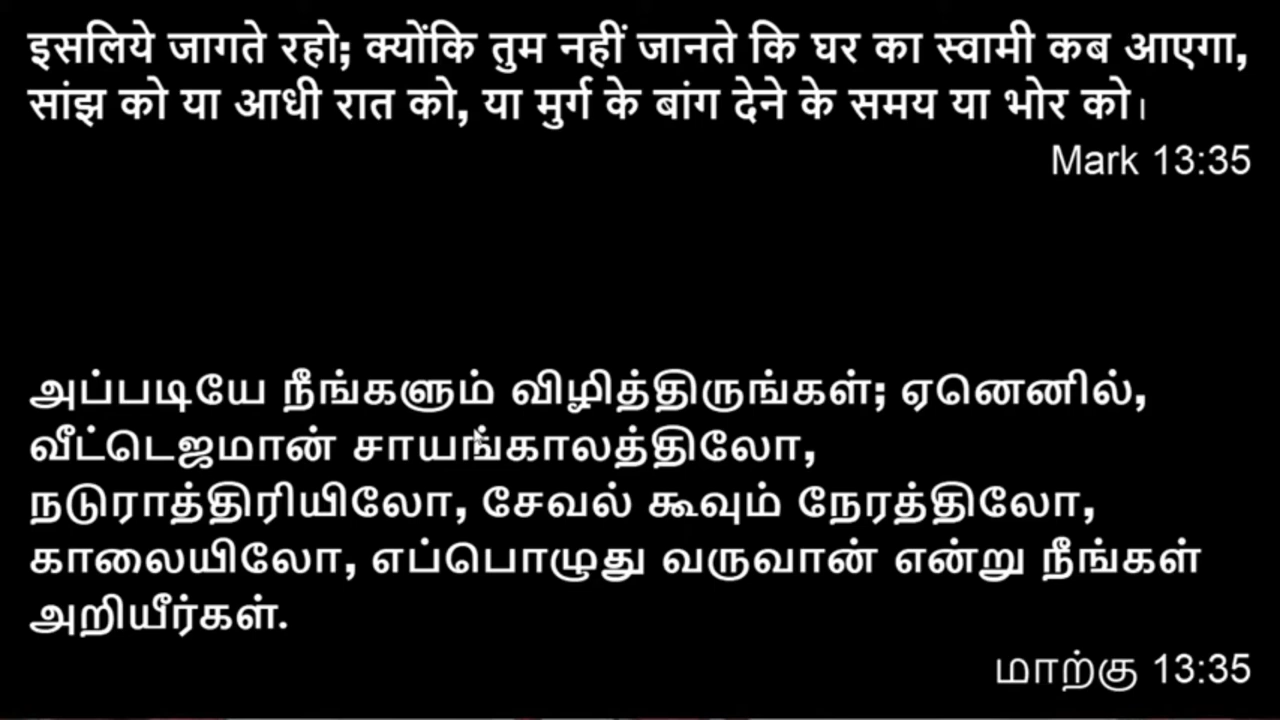 इसलिये जागते रहो; क्योंकि तुम नहीं जानते कि घर का स्वामी कब आएगा,
सांझ को या आधी रात को, या मुर्ग के बांग देने के समय या भोर को।
Mark 13:35
அப்படியே நீங்களும் விழித்திருங்கள்; ஏனெனில்,
வீட்டெஜமான் சாயங்காலத்திலோ,
நடுராத்திரியிலோ, சேவல் கூவும் நேரத்திலோ,
காலையிலோ, எப்பொழுது வருவான் என்று நீங்கள்
அறியீர்கள்.
மாற்கு 13:35